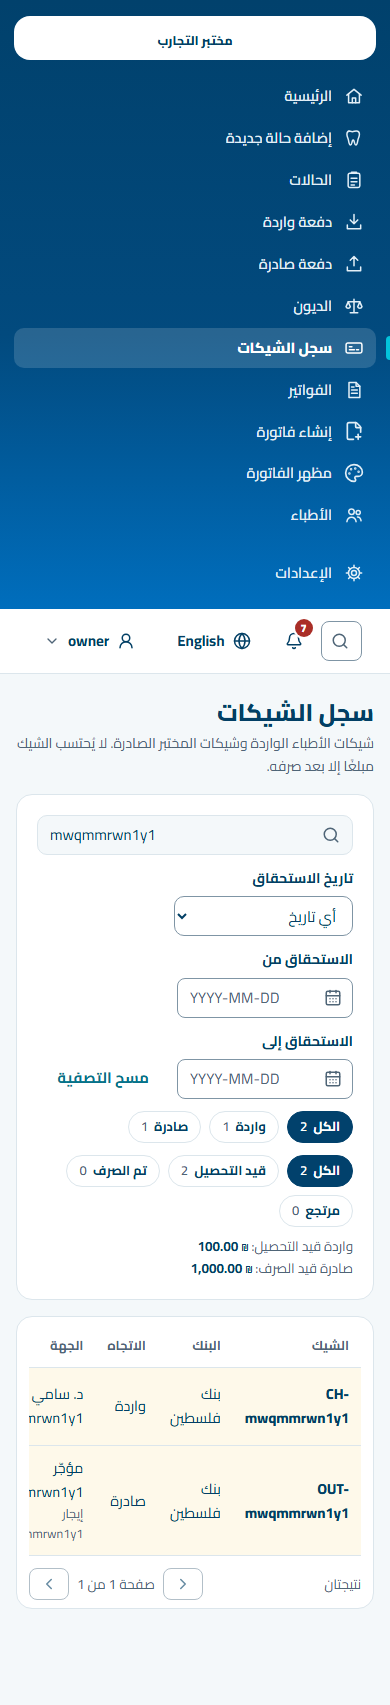 مختبر التجارب
الرئيسية
إضافة حالة جديدة
الحالات
دفعة واردة
دفعة صادرة
الديون
سجل الشيكات
الفواتير
إنشاء فاتورة
مظهر الفاتورة
الأطباء
الإعدادات
7
English
owner
سجل الشيكات
شيكات الأطباء الواردة وشيكات المختبر الصادرة. لا يُحتسب الشيك
مبلغًا إلا بعد صرفه.
mwqmmrwn1y1
تاريخ الاستحقاق
أي تاريخ
الاستحقاق من
YYYY-MM-DD
الاستحقاق إلى
YYYY-MM-DD
مسح التصفية
الكل 2 واردة 1 صادرة 1
الكل 2 قيد التحصيل 2 تم الصرف 0
مرتجع 0
واردة قيد التحصيل: ₪ 100.00
صادرة قيد الصرف: ₪ 1,000.00
الشيك البنك الاتجاه الجهة
CH-
mwqmmrwn1y1
بنك
فلسطين
واردة
د. سامي
mrwn1y1
OUT-
mwqmmrwn1y1
بنك
فلسطين
صادرة
مؤجّر
mrwn1y1
إيجار
mrwn1y1
نتيجتان
صفحة 1 من 1